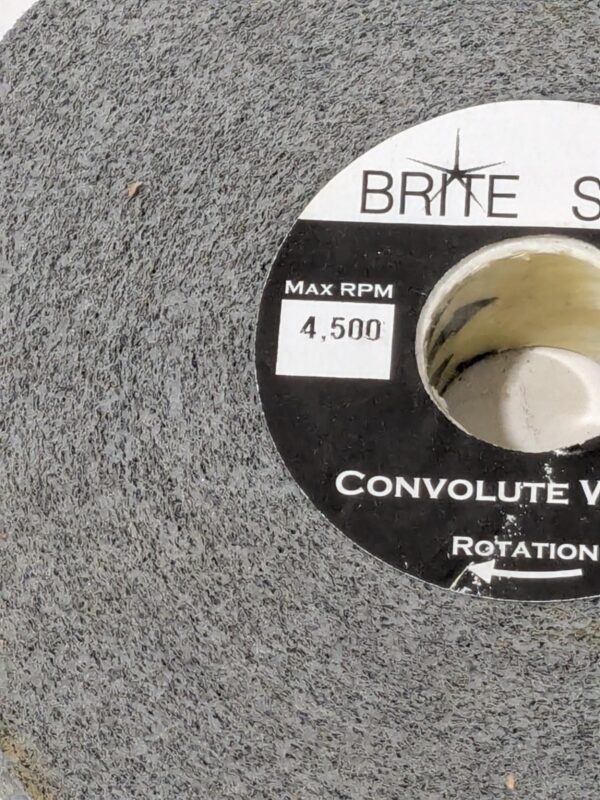 BRITE S
MAX RPM
4,500
CONVOLUTE
ROTATION